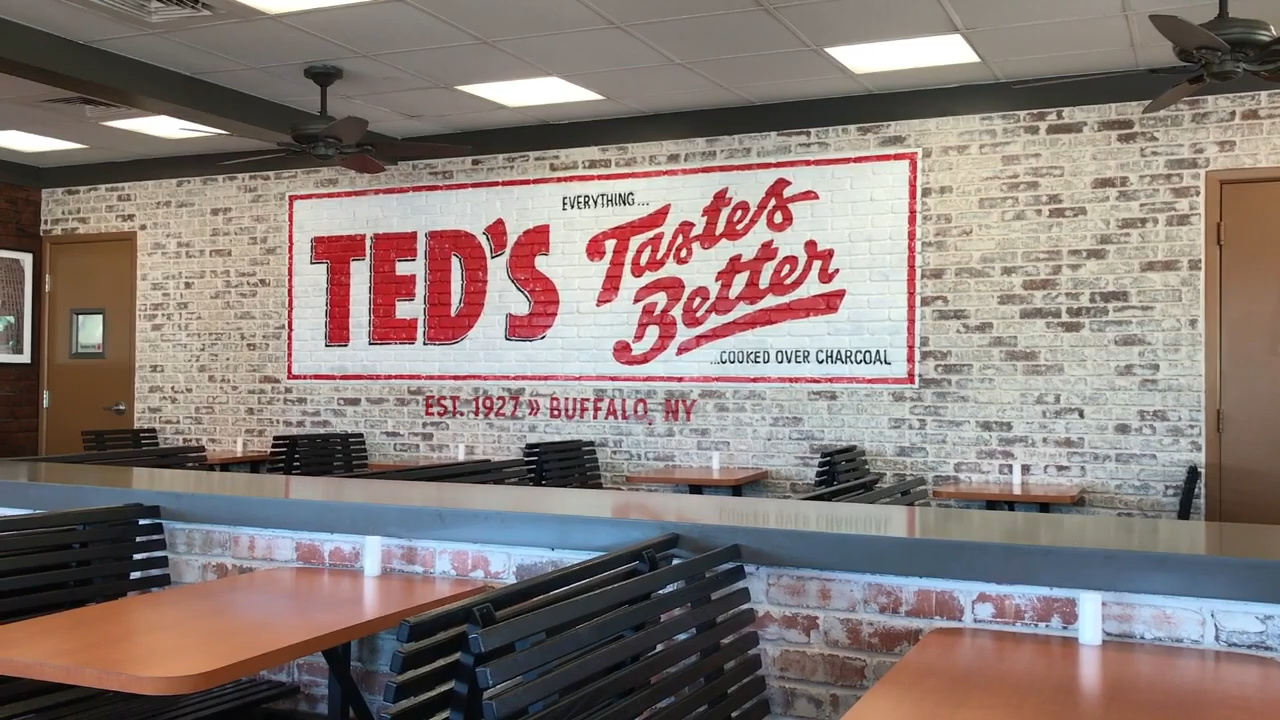 EVERYTHING...
TED'S
Tastes
Better
...COOKED OVER CHARCOAL
EST. 1927 » BUFFALO, NY